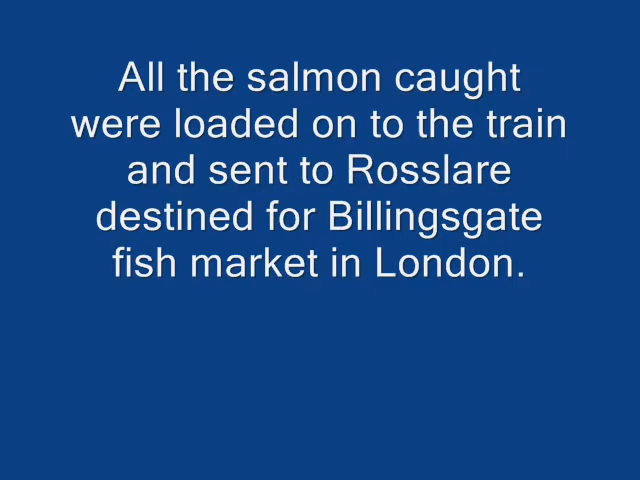 All the salmon caught
were loaded on to the train
and sent to Rosslare
destined for Billingsgate
fish market in London.